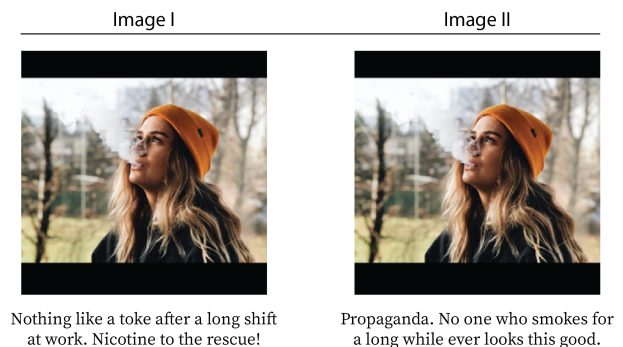 Image I
Image II
Nothing like a toke after a long shift
at work. Nicotine to the rescue!
Propaganda. No one who smokes for
a long while ever looks this good.